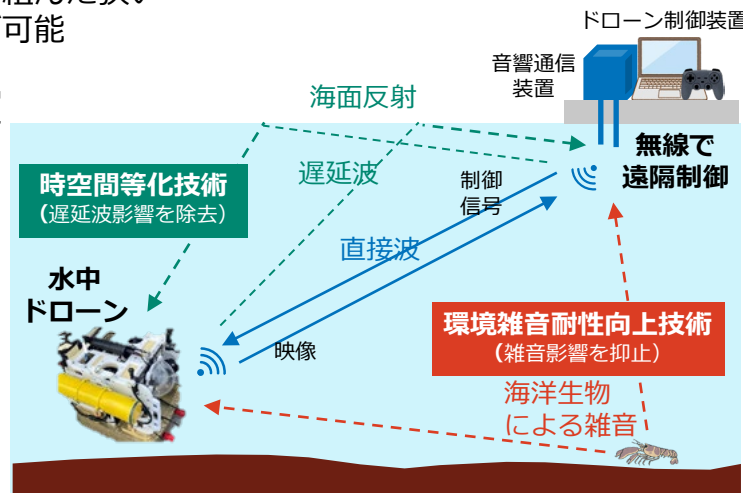 可能
ドローン制御装置
音響通信
装置
海面反射
無線で
遠隔制御
時空間等化技術
(遅延波影響を除去)
遅延波
制御
信号
直接波
水中
ドローン
映像
環境雑音耐性向上技術
(雑音影響を抑止)
海洋生物
による雑音